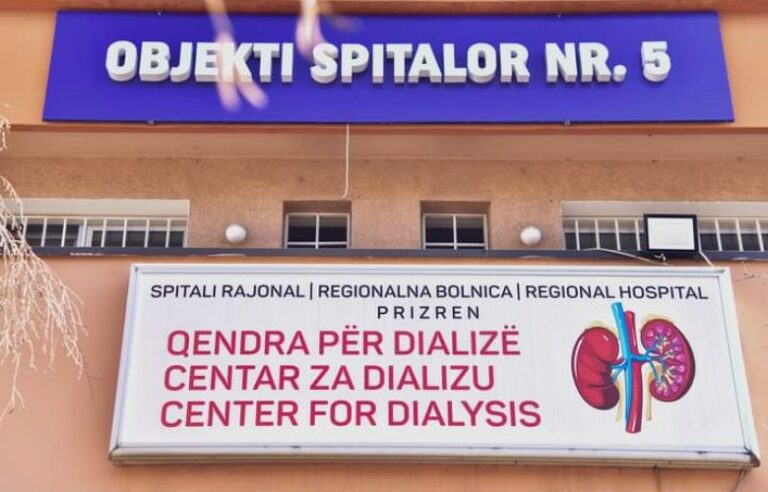 OBJEKTI SPITALOR NR. 5
SPITALI RAJONAL | REGIONALNA BOLNICA | REGIONAL HOSPITAL
PRIZREN
QENDRA PËR DIALIZË
CENTAR ZA DIALIZU
CENTER FOR DIALYSIS